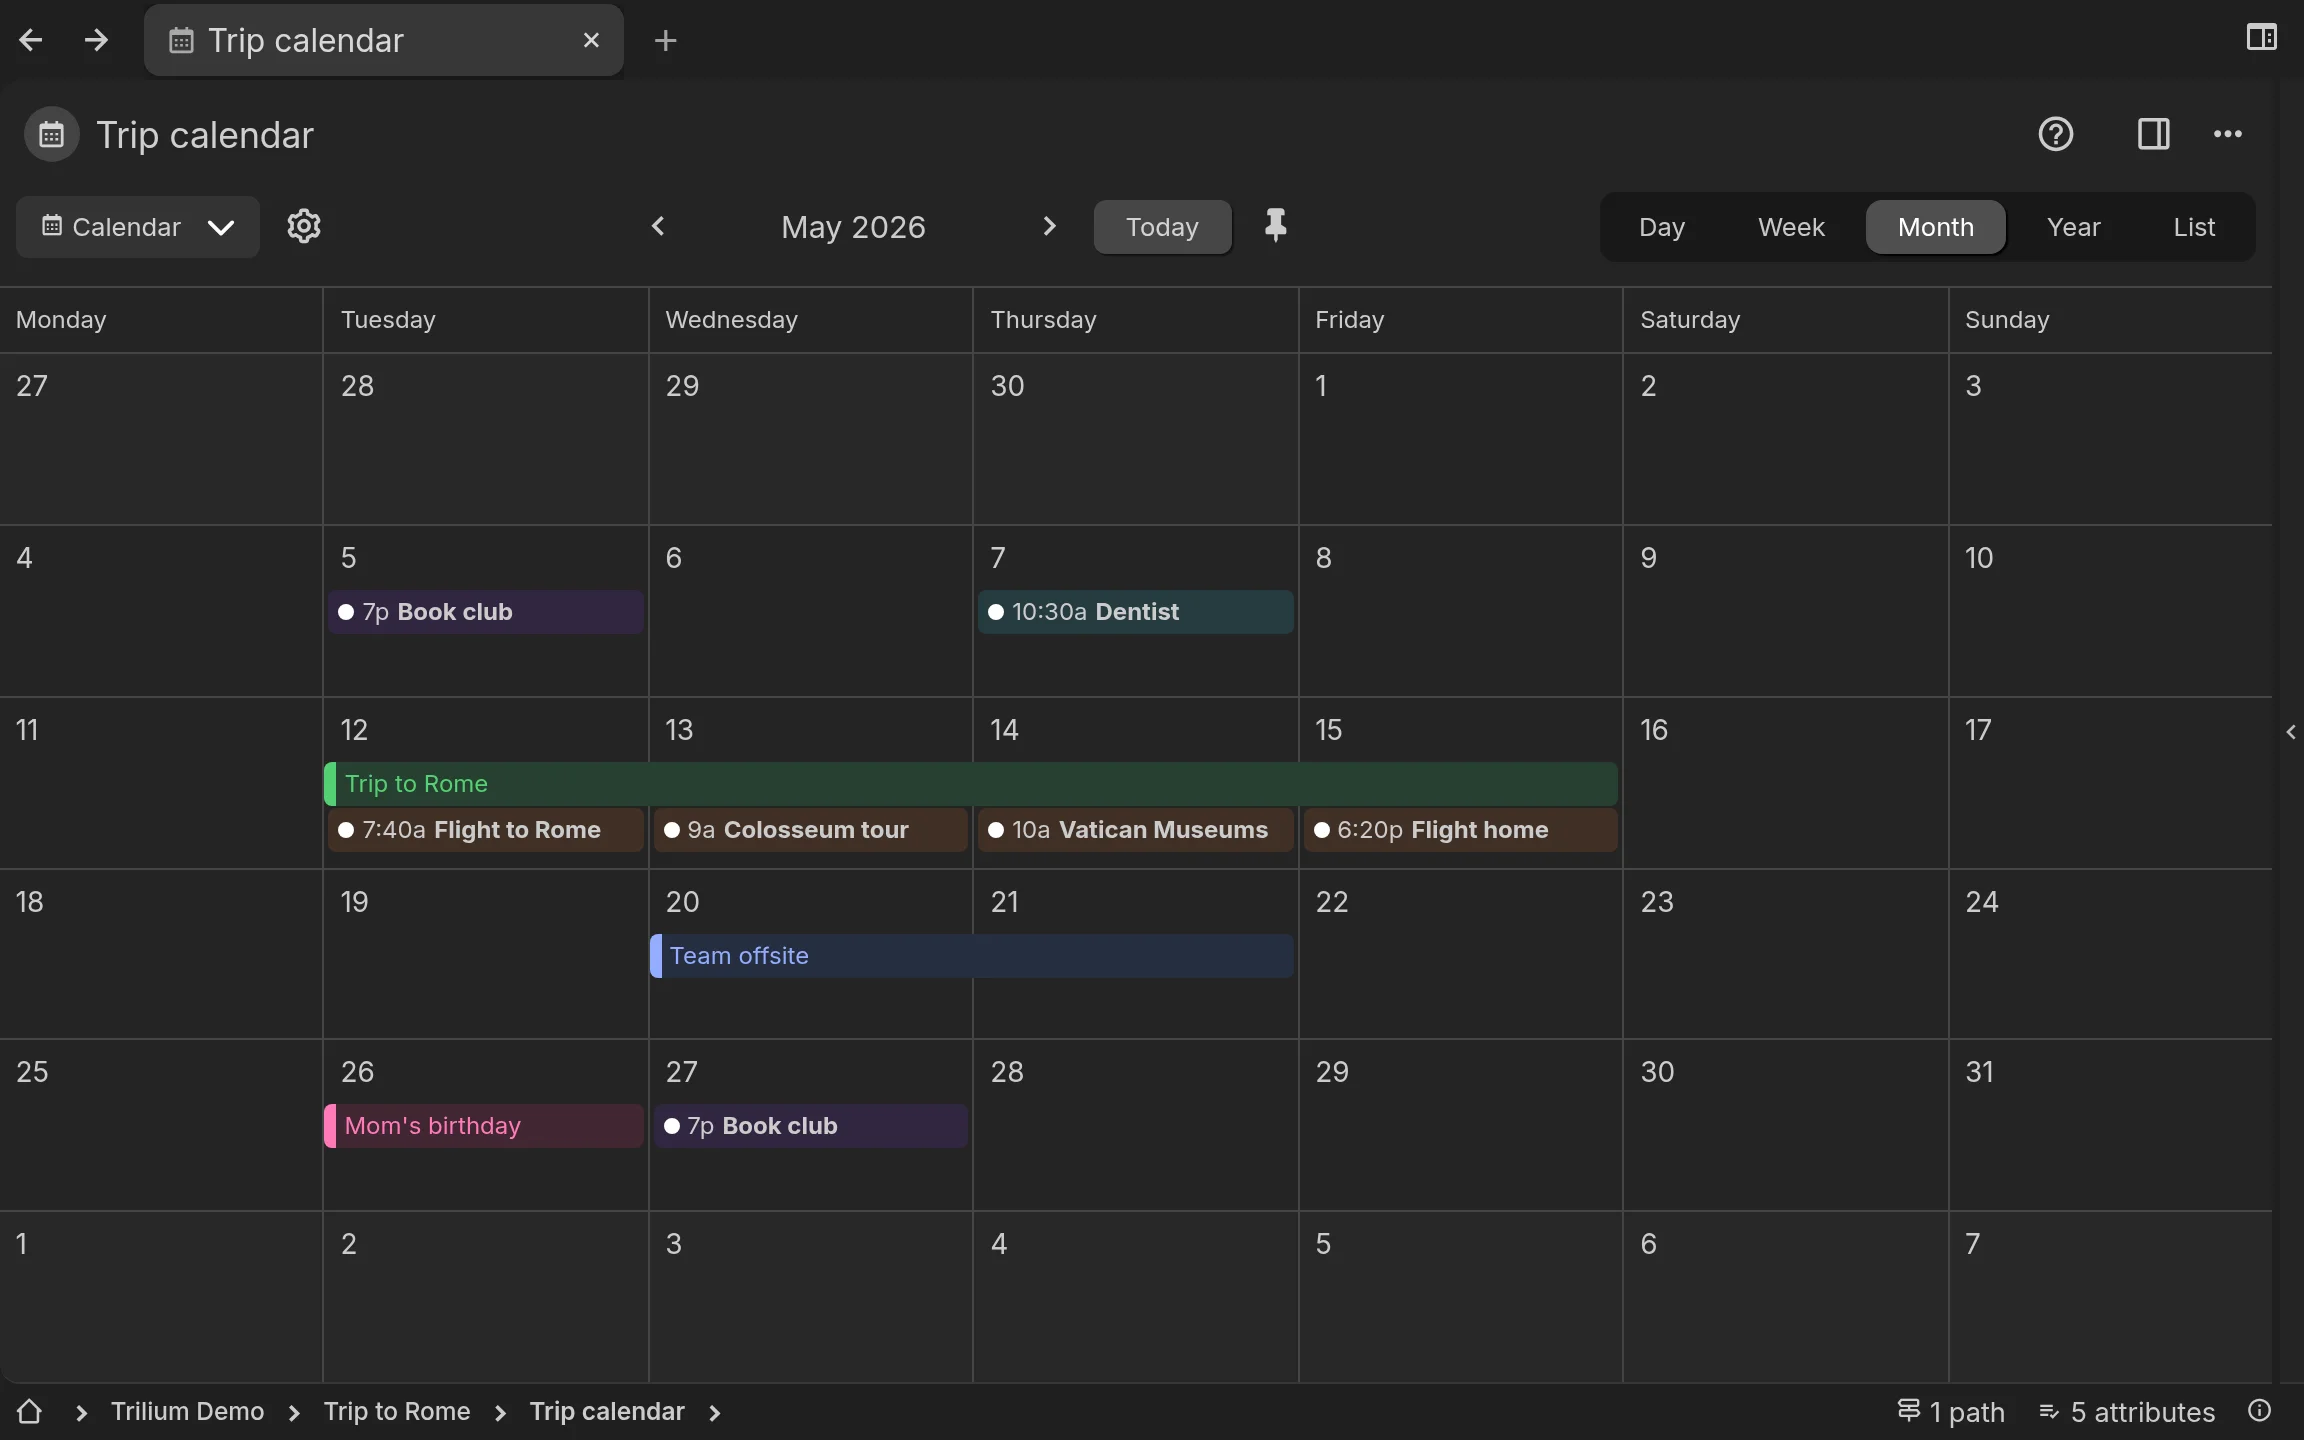 Trip calendar
Trip calendar
Calendar
May 2026
Today
Day Week Month Year List
Monday Tuesday Wednesday Thursday Friday Saturday Sunday
27 28 29 30 1 2 3
4 5 6 7 8 9 10
7p Book club 10:30a Dentist
11 12 13 14 15 16 17
Trip to Rome
7:40a Flight to Rome 9a Colosseum tour 10a Vatican Museums 6:20p Flight home
18 19 20 21 22 23 24
Team offsite
25 26 27 28 29 30 31
Mom's birthday 7p Book club
1 2 3 4 5 6 7
Trilium Demo Trip to Rome Trip calendar 1 path 5 attributes